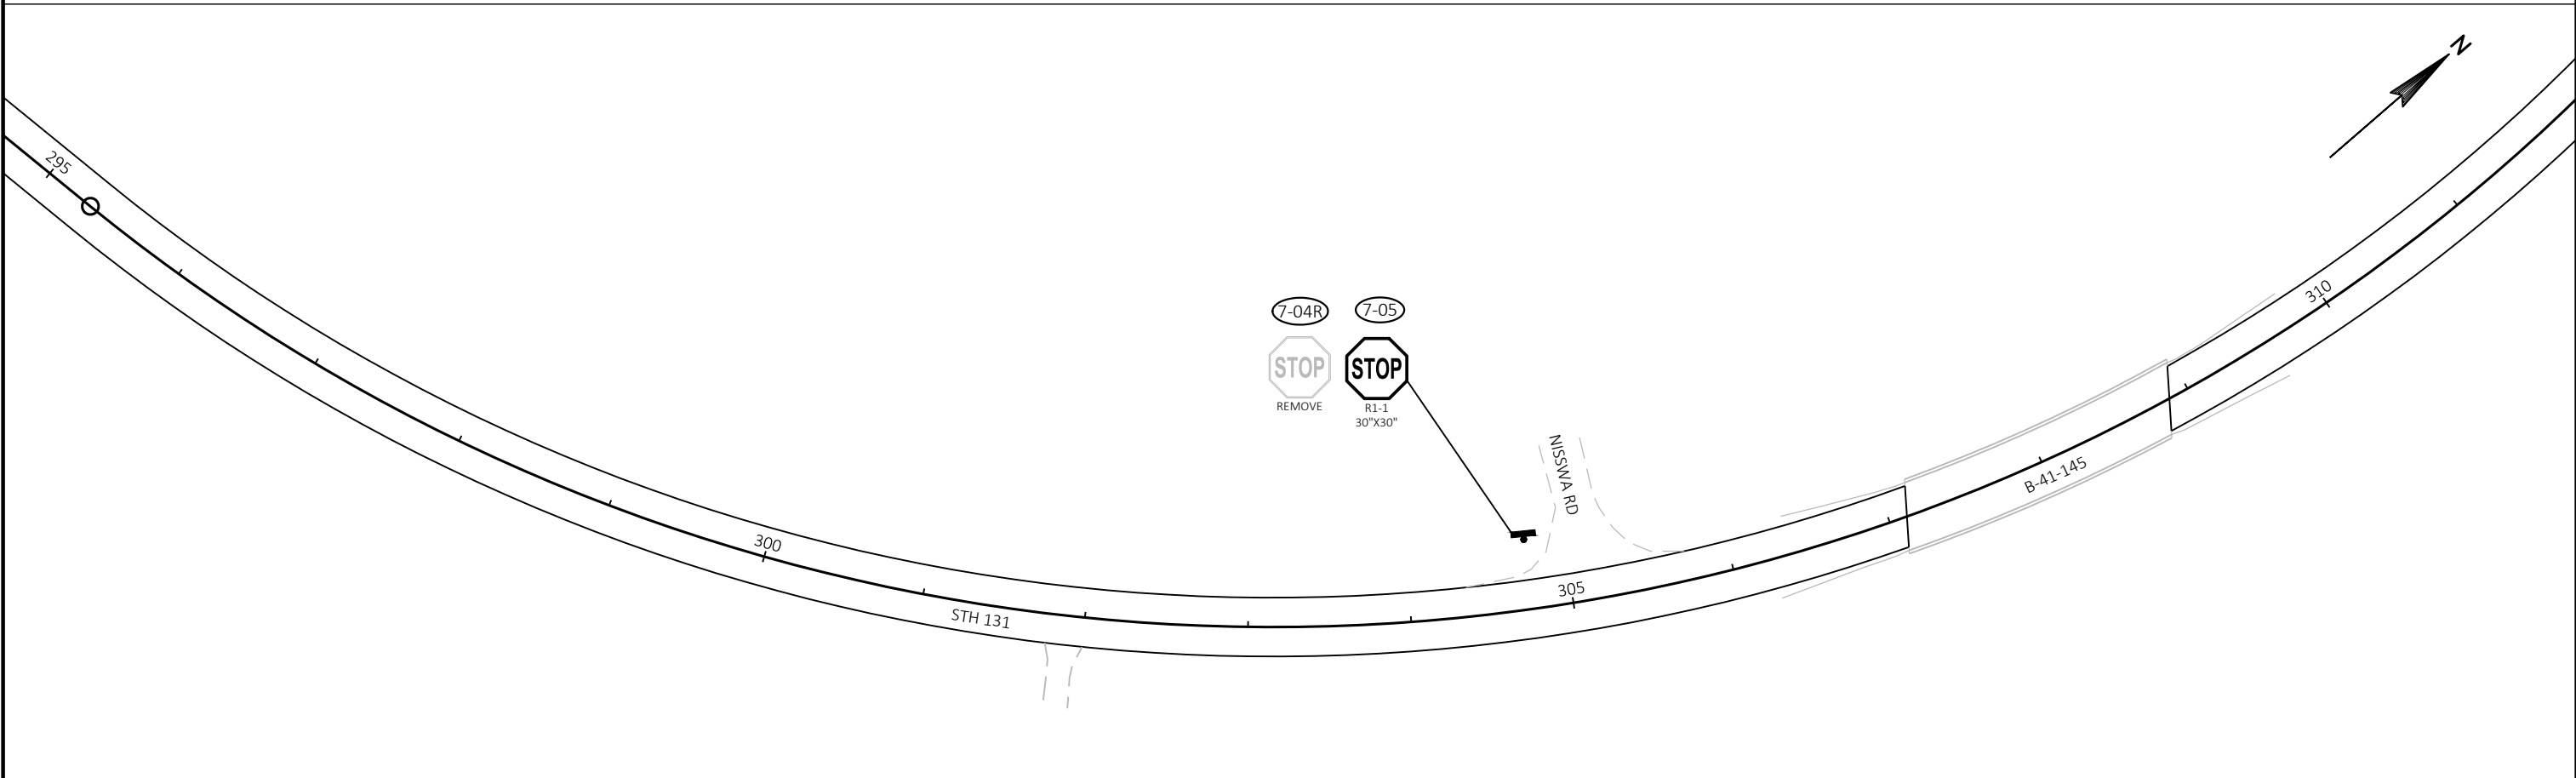 N
295
7-04R
7-05
STOP
STOP
REMOVE
R1-1
30"X30"
310
NISSWA RD
B-41-145
300
305
STH 131